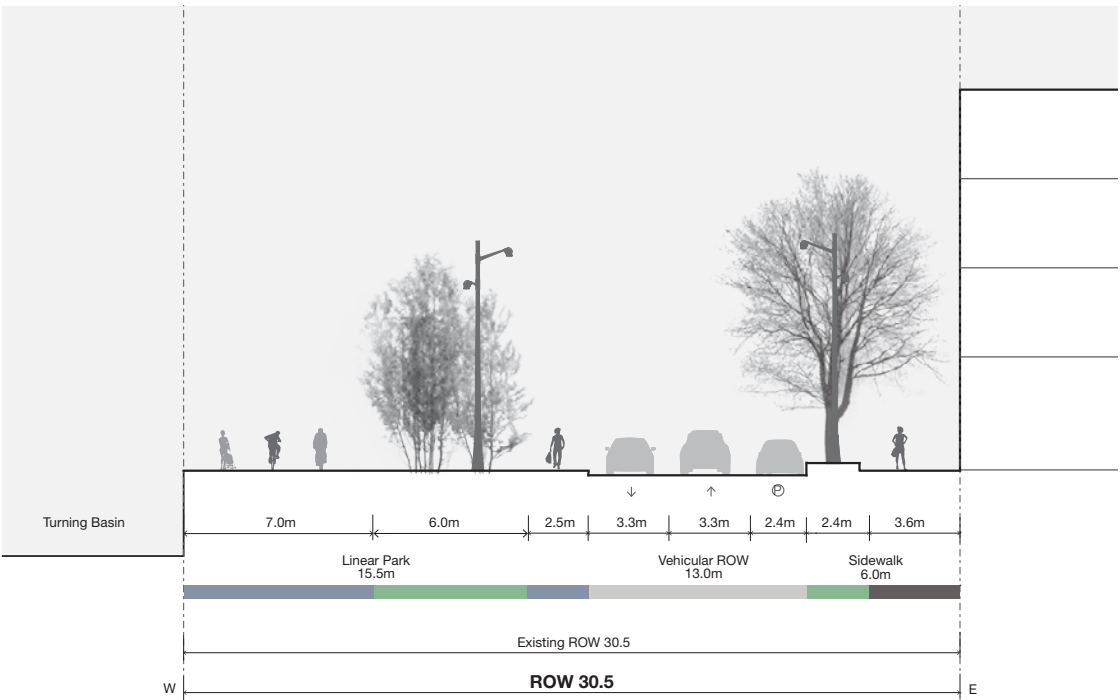 P
Turning Basin
7.0m 6.0m 2.5m 3.3m 3.3m 2.4m 2.4m 3.6m
Linear Park
15.5m
Vehicular ROW
13.0m
Sidewalk
6.0m
Existing ROW 30.5
W ROW 30.5 E